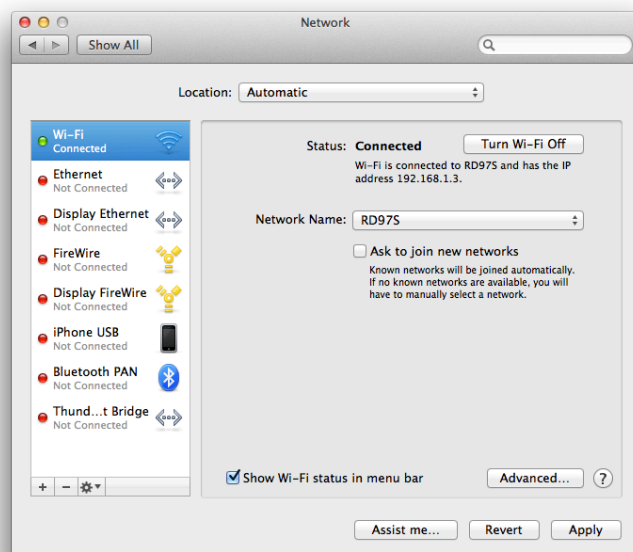 Network
Show All
Location: Automatic
Wi-Fi
Connected
Ethernet
Not Connected
Display Ethernet
Not Connected
FireWire
Not Connected
Display FireWire
Not Connected
iPhone USB
Not Connected
Bluetooth PAN
Not Connected
Thund...t Bridge
Not Connected
Status: Connected
Turn Wi-Fi Off
Wi-Fi is connected to RD97S and has the IP
address 192.168.1.3.
Network Name: RD97S
Ask to join new networks
Known networks will be joined automatically.
If no known networks are available, you will
have to manually select a network.
Show Wi-Fi status in menu bar
Advanced...
?
Assist me...
Revert
Apply